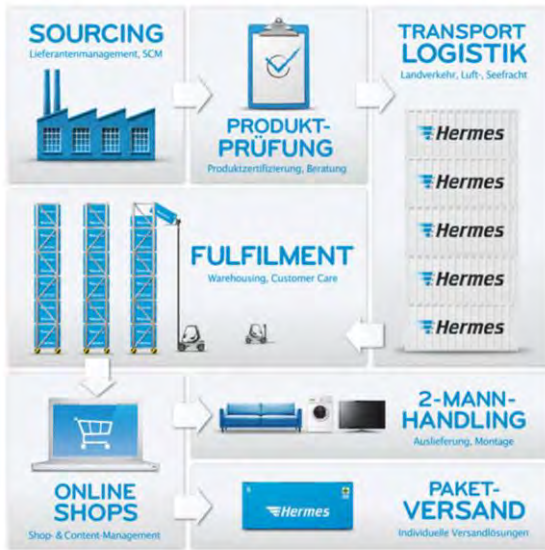 SOURCING
Lieferantenmanagement, SCM
PRODUKT-
PRÜFUNG
Produktzertifizierung, Beratung
TRANSPORT
LOGISTIK
Landverkehr, Luft-, Seefracht
Hermes
Hermes
Hermes
Hermes
Hermes
FULFILMENT
Warehousing, Customer Care
ONLINE
SHOPS
Shop- & Content-Management
2-MANN-
HANDLING
Auslieferung, Montage
Hermes
PAKET-
VERSAND
Individuelle Versandlösungen